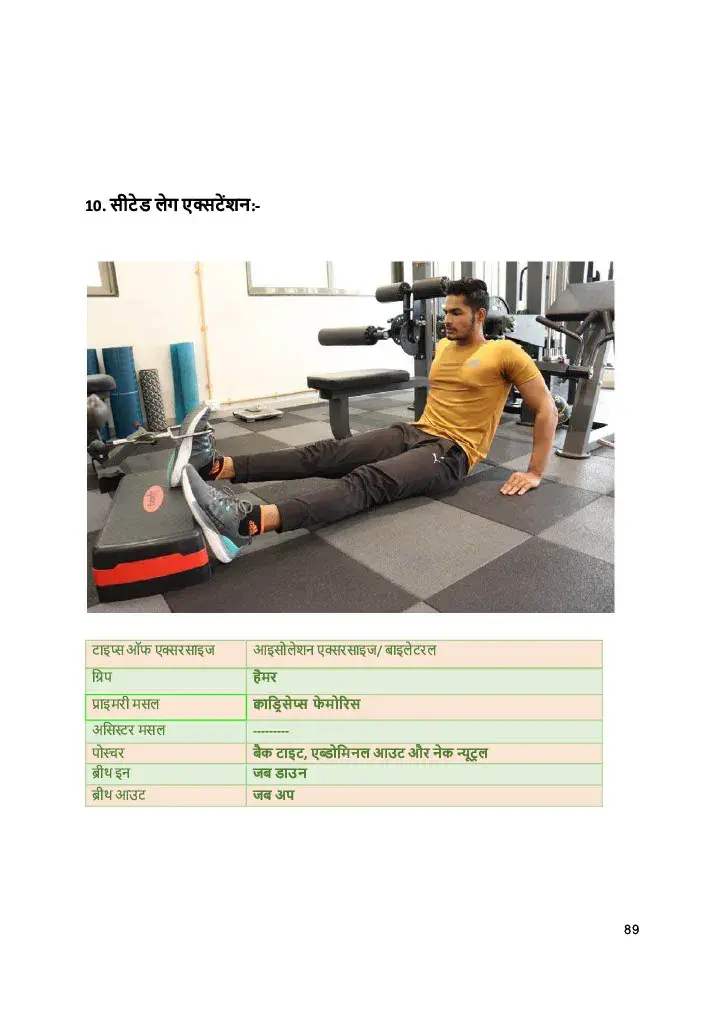 10. सीटेड लेग एक्सटेंशन:-
टाइप्स ऑफ एक्सरसाइज आइसोलेशन एक्सरसाइज/ बाइलेटरल
ग्रिप हैमर
प्राइमरी मसल क्वाड्रिसेप्स फेमोरिस
असिस्टर मसल ---------
पोस्चर बैक टाइट, एब्डोमिनल आउट और नेक न्यूट्रल
ब्रीथ इन जब डाउन
ब्रीथ आउट जब अप
89